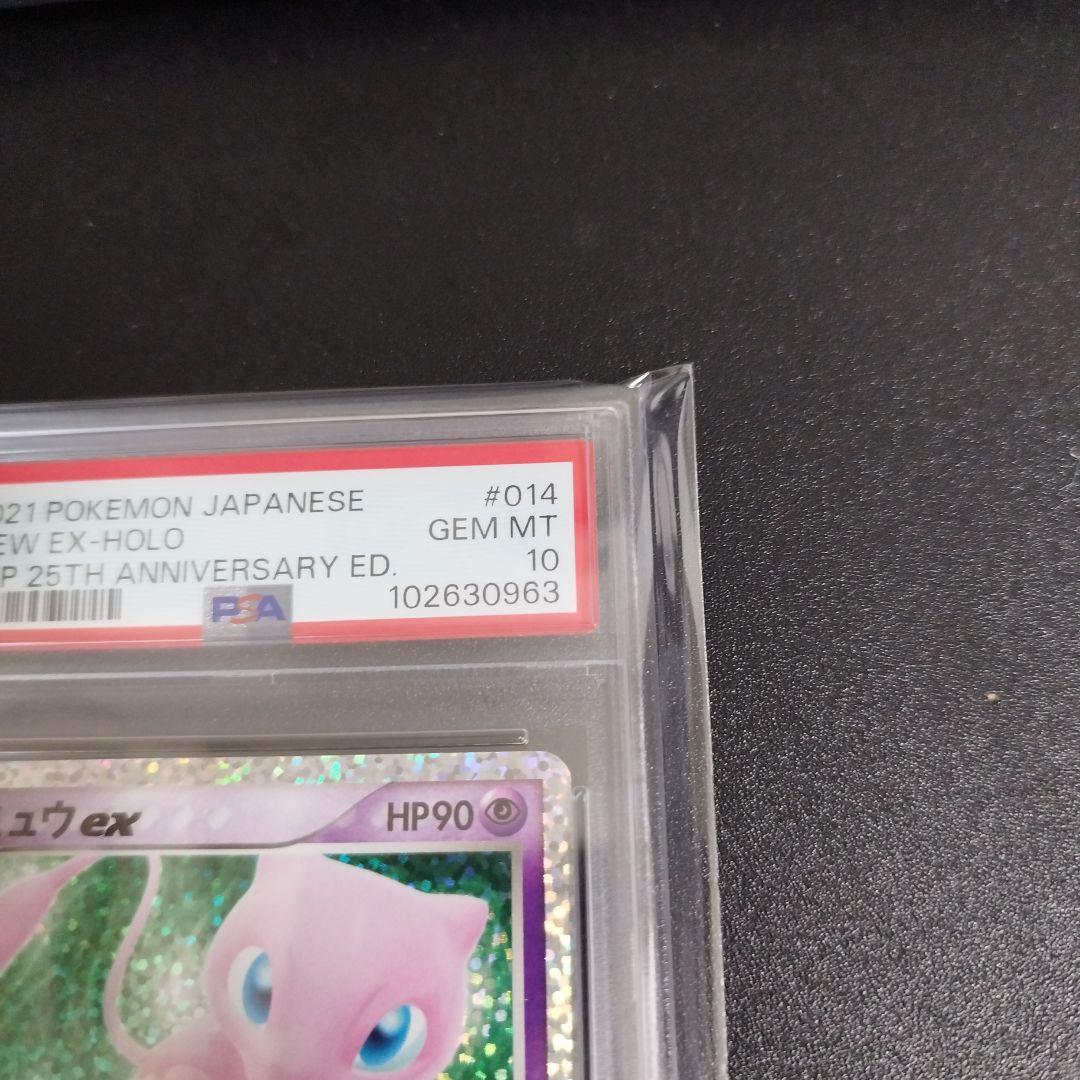 021 POKEMON JAPANESE #014
EW EX-HOLO GEM MT
P 25TH ANNIVERSARY ED. 10
PSA 102630963
ュウex HP90